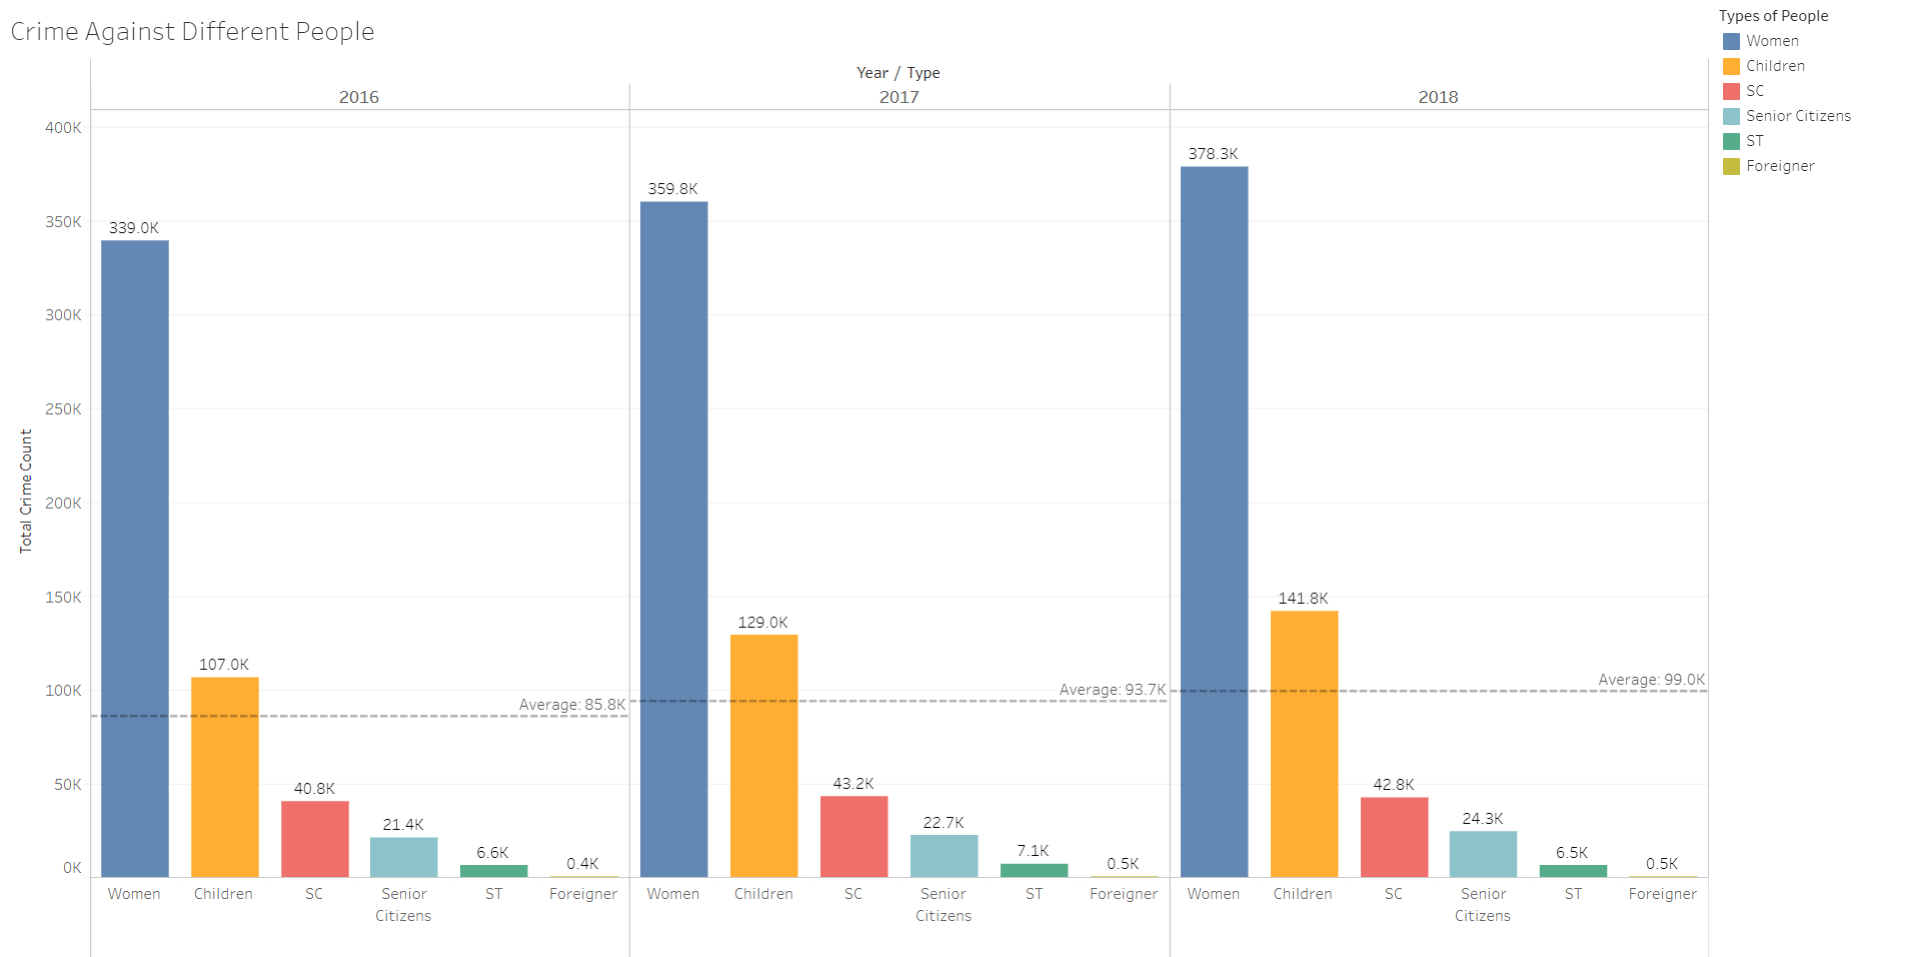 Crime Against Different People
Year / Type
2016 2017 2018
Total Crime Count
400K
350K
300K
250K
200K
150K
100K
50K
0K
339.0K
107.0K
40.8K
21.4K
6.6K
0.4K
Average: 85.8K
359.8K
129.0K
43.2K
22.7K
7.1K
0.5K
Average: 93.7K
378.3K
141.8K
42.8K
24.3K
6.5K
0.5K
Average: 99.0K
Women Children SC Senior Citizens ST Foreigner
Women Children SC Senior Citizens ST Foreigner
Women Children SC Senior Citizens ST Foreigner
Types of People
Women
Children
SC
Senior Citizens
ST
Foreigner